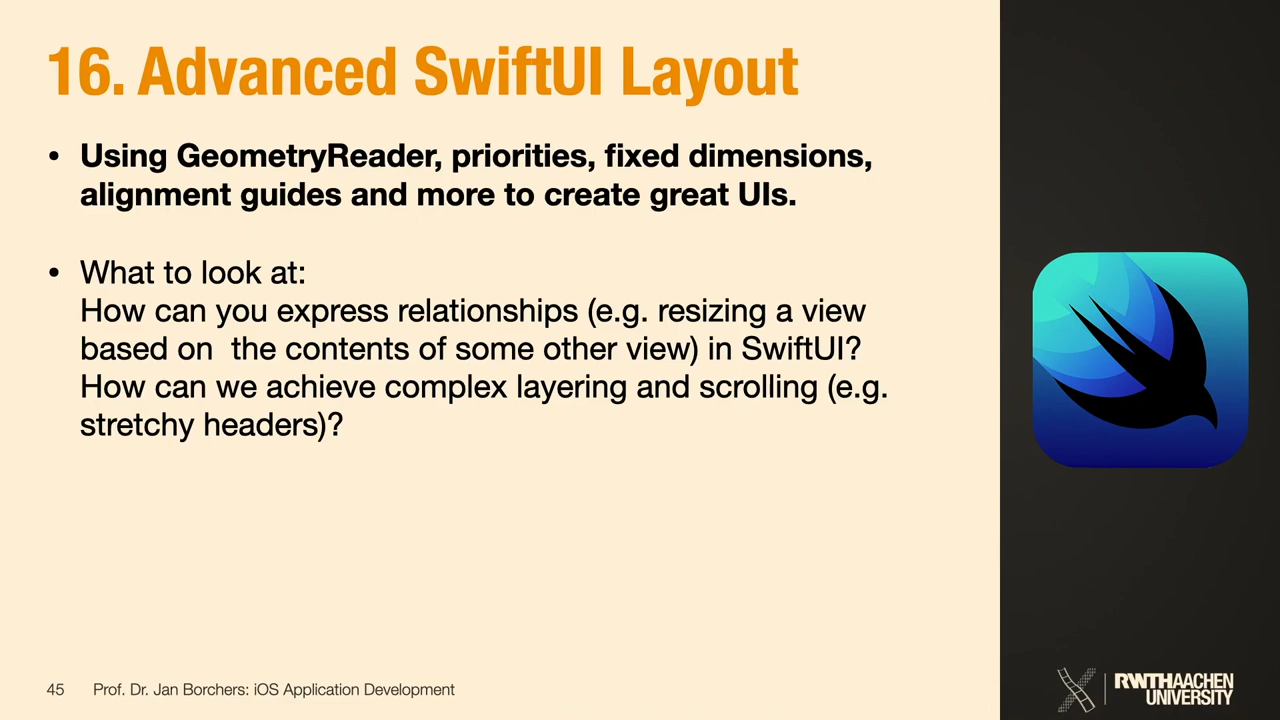 16. Advanced SwiftUI Layout
• Using GeometryReader, priorities, fixed dimensions,
alignment guides and more to create great UIs.
• What to look at:
How can you express relationships (e.g. resizing a view
based on  the contents of some other view) in SwiftUI?
How can we achieve complex layering and scrolling (e.g.
stretchy headers)?
45 Prof. Dr. Jan Borchers: iOS Application Development
RWTHAACHEN
UNIVERSITY